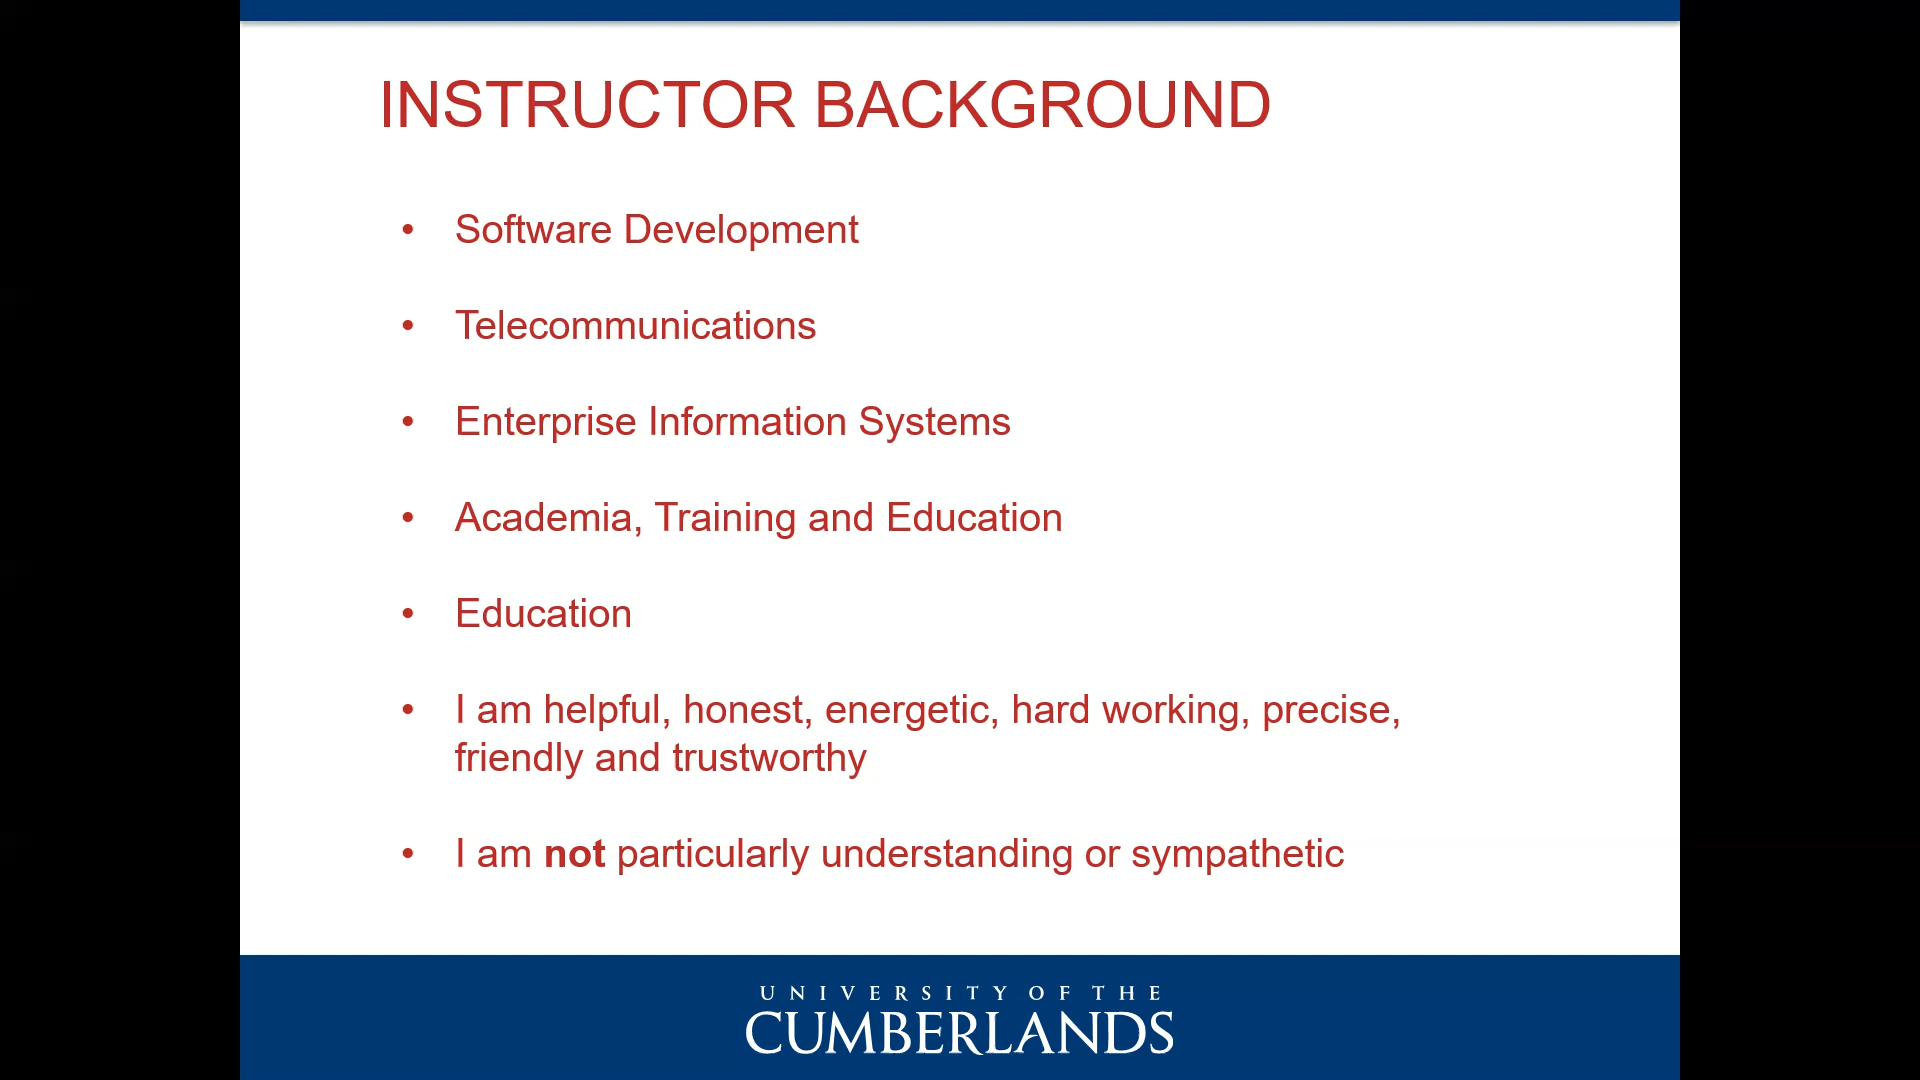 INSTRUCTOR BACKGROUND
• Software Development
• Telecommunications
• Enterprise Information Systems
• Academia, Training and Education
• Education
• I am helpful, honest, energetic, hard working, precise,
friendly and trustworthy
• I am not particularly understanding or sympathetic
UNIVERSITY OF THE
CUMBERLANDS